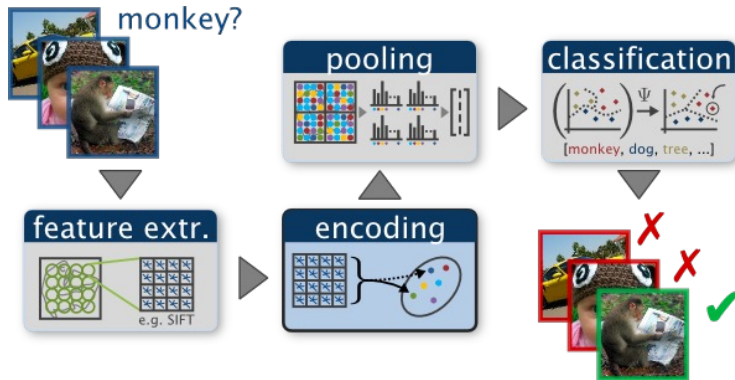 monkey?
feature extr.
e.g. SIFT
encoding
pooling
classification
Ψ
[monkey, dog, tree, ...]